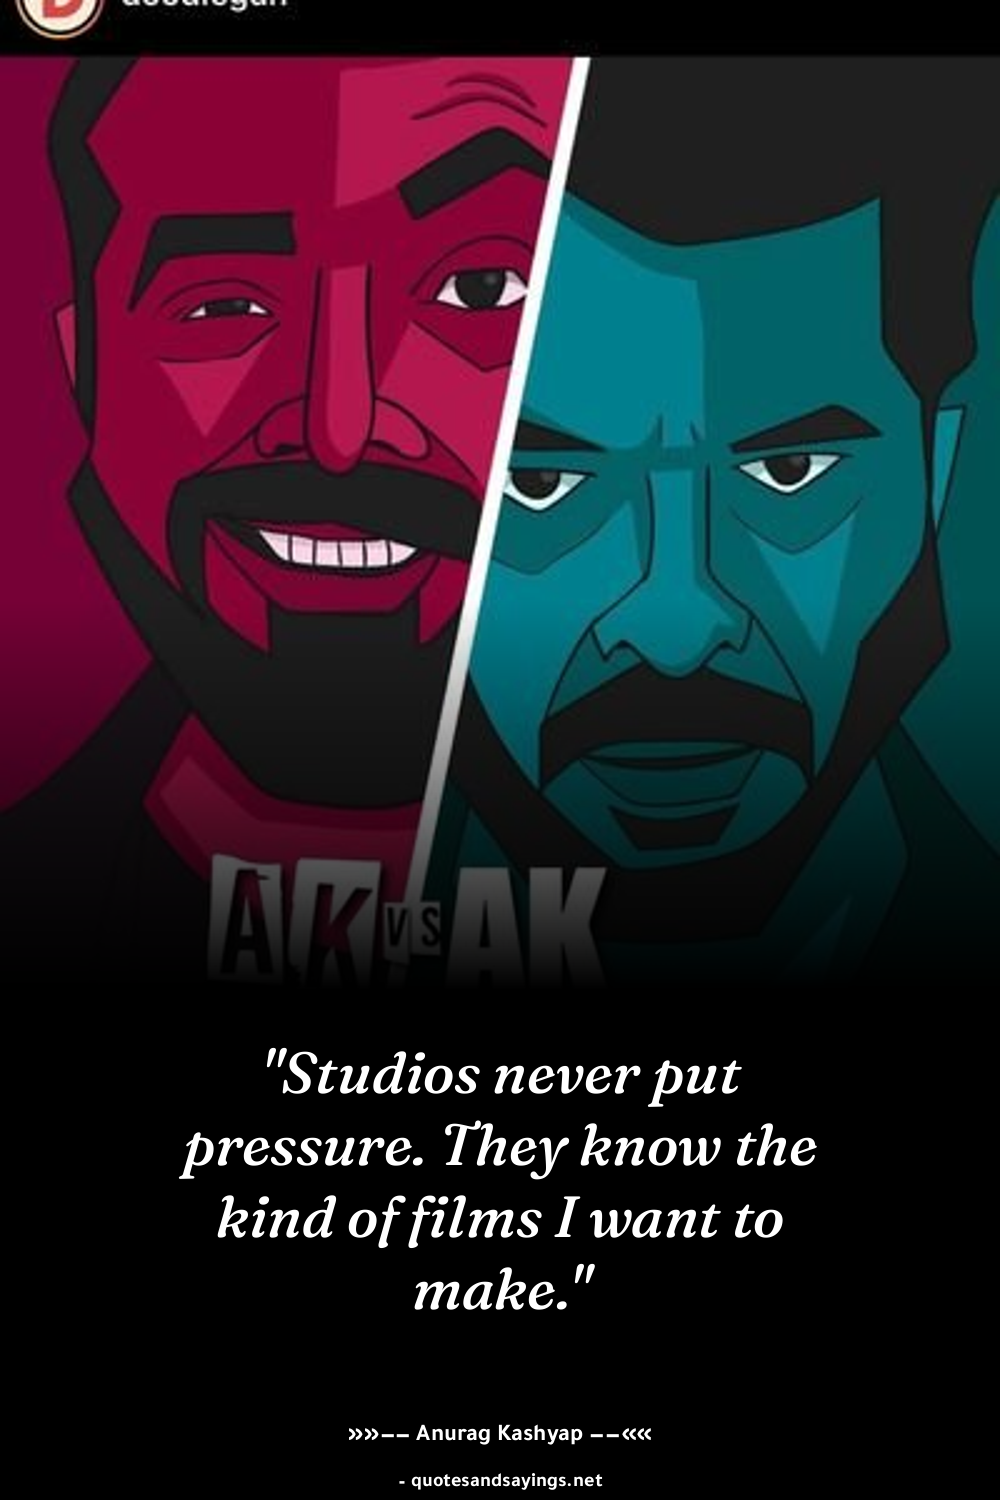 AK VS AK
"Studios never put
pressure. They know the
kind of films I want to
make."
»»-- Anurag Kashyap --««
- quotesandsayings.net